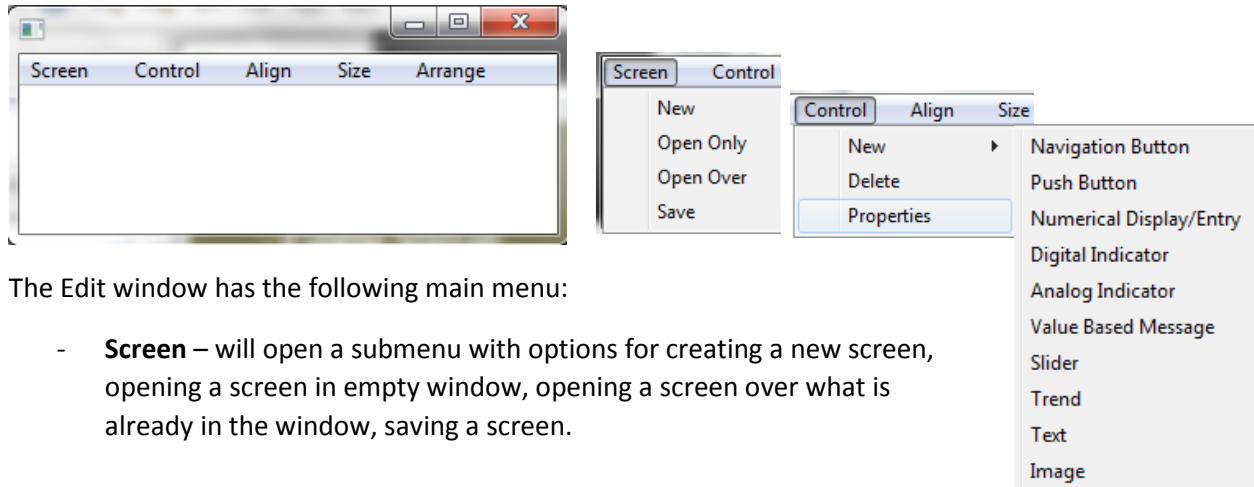 Screen Control Align Size Arrange
Screen Control
New
Open Only
Open Over
Save
Control Align Size
New
Delete
Properties
Navigation Button
Push Button
Numerical Display/Entry
Digital Indicator
Analog Indicator
Value Based Message
Slider
Trend
Text
Image
The Edit window has the following main menu:
- Screen – will open a submenu with options for creating a new screen,
opening a screen in empty window, opening a screen over what is
already in the window, saving a screen.